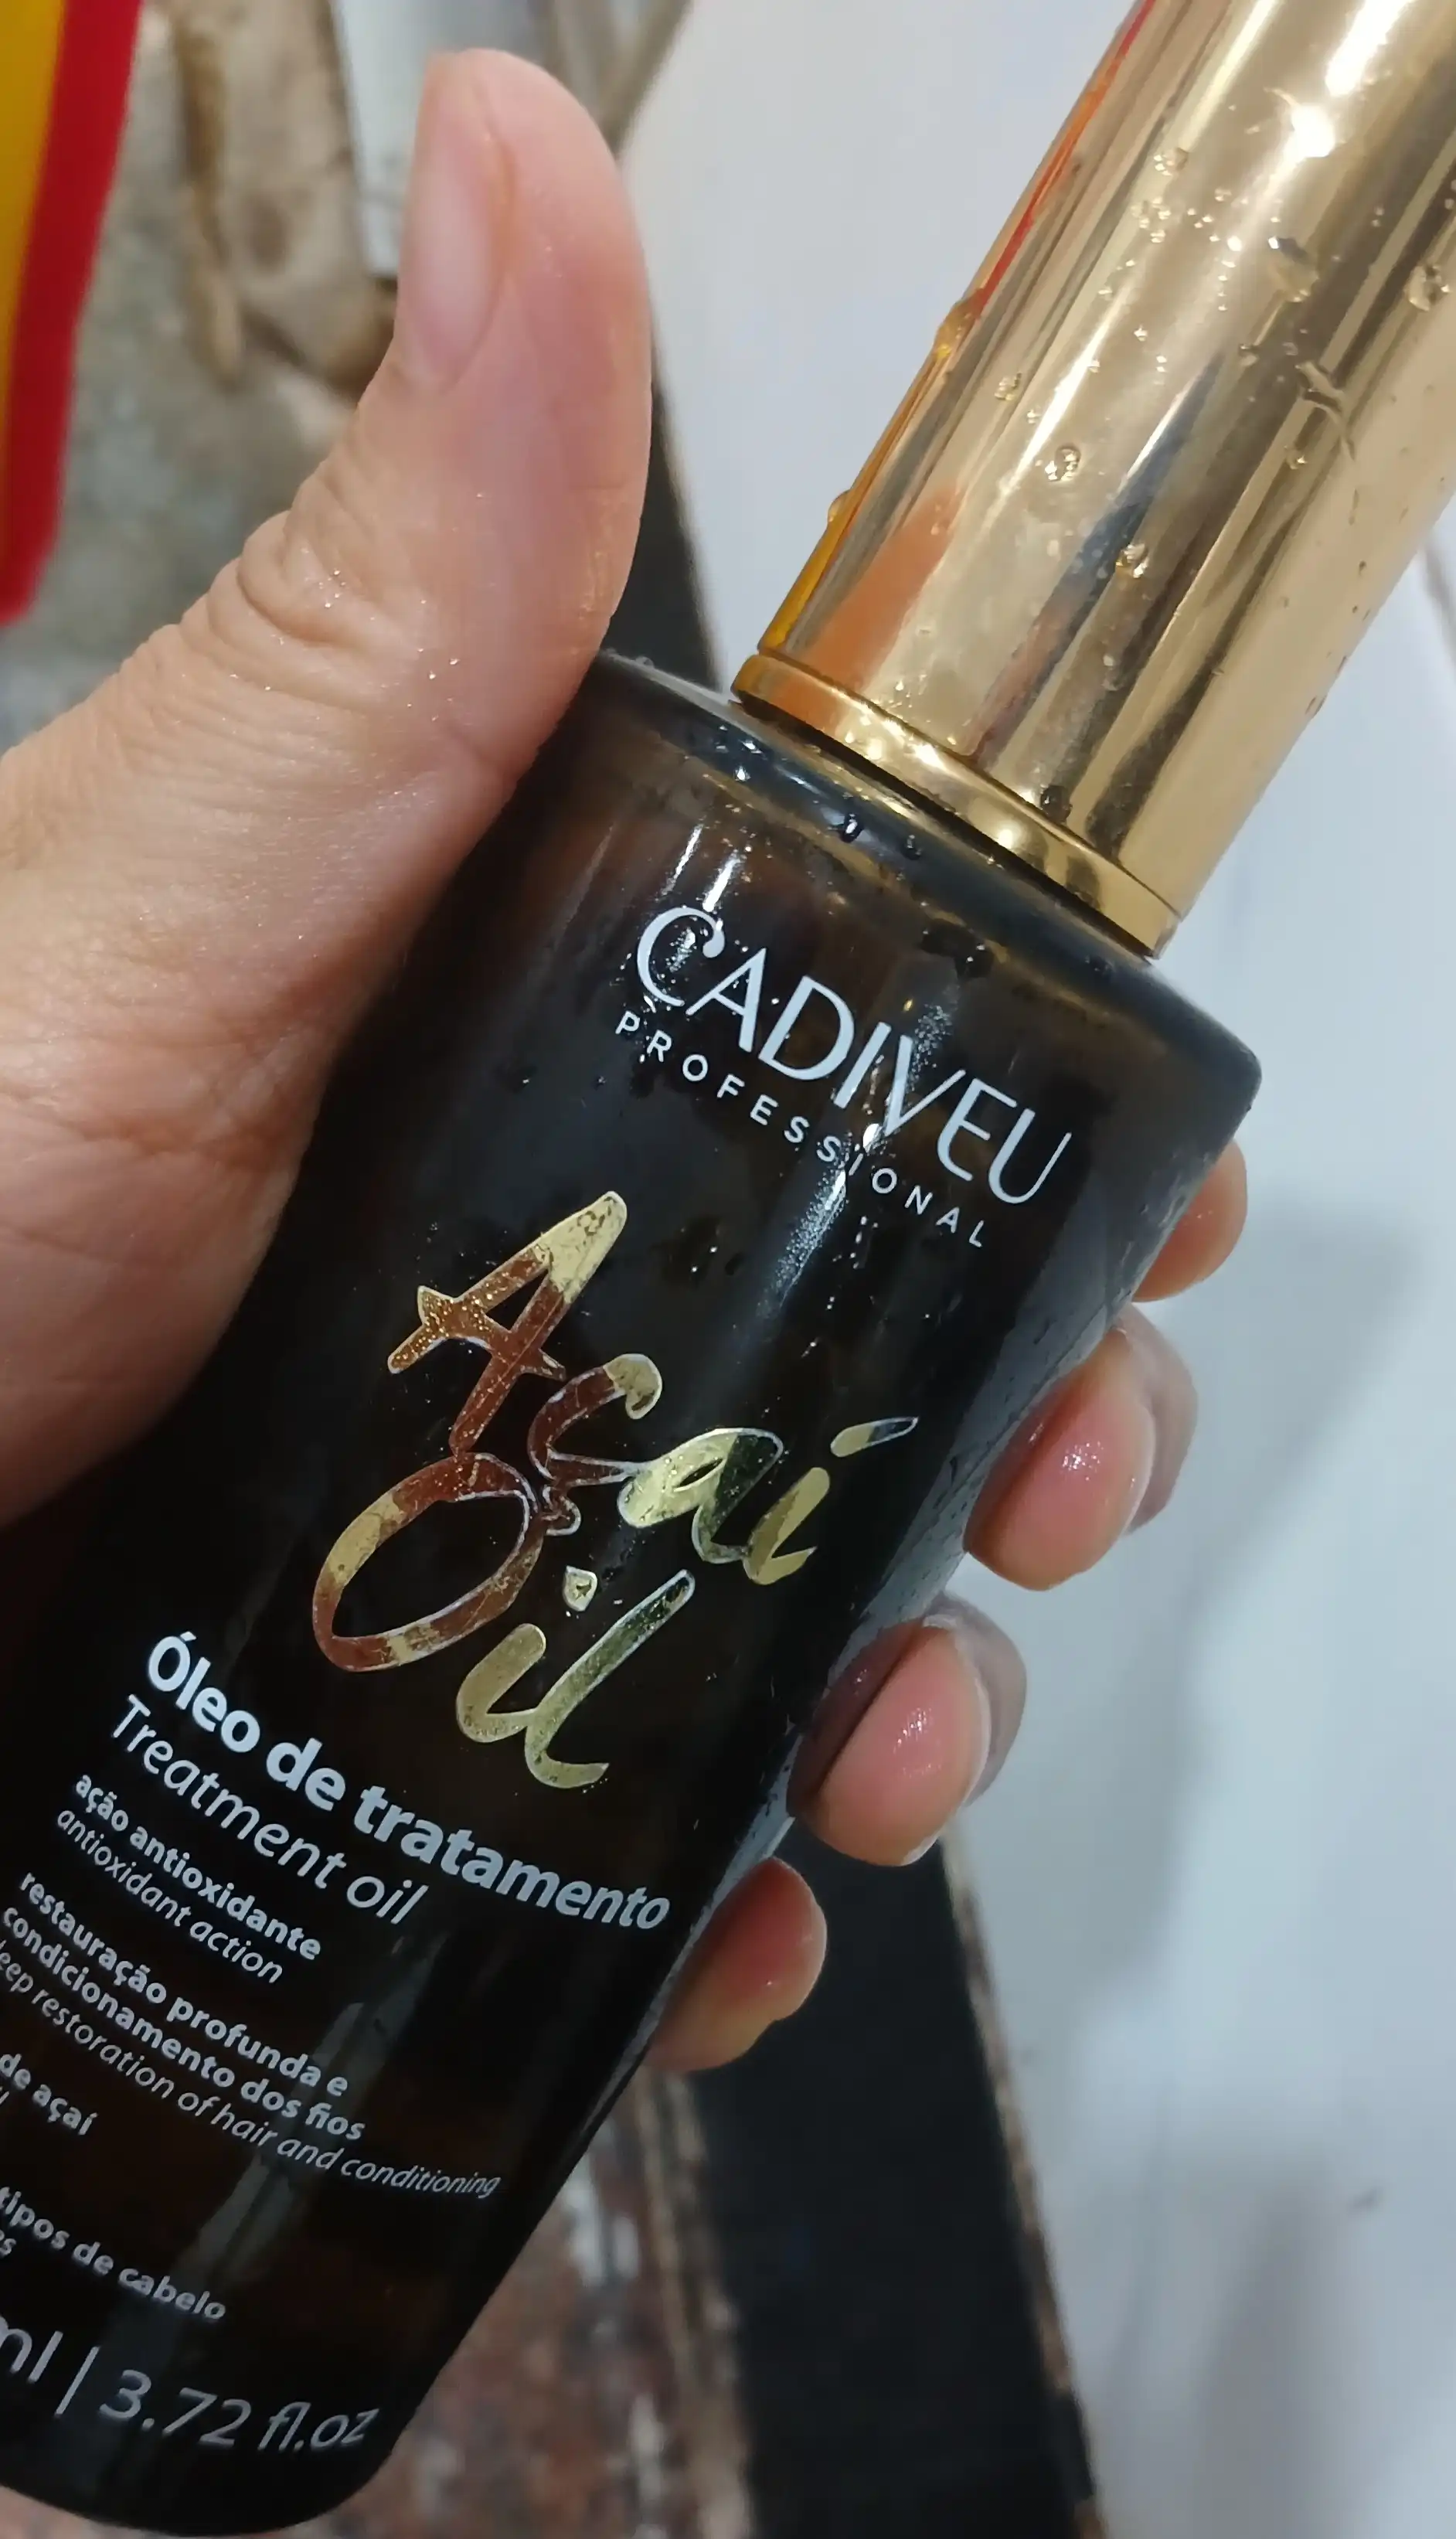 CADIVEU
PROFESSIONAL
Açaí
Oil
Óleo de tratamento
Treatment oil
ação antioxidante
antioxidant action
restauração profunda e
condicionamento dos fios
restoration of hair and conditioning
de açaí
tipos de cabelo
ml | 3.72 fl.oz